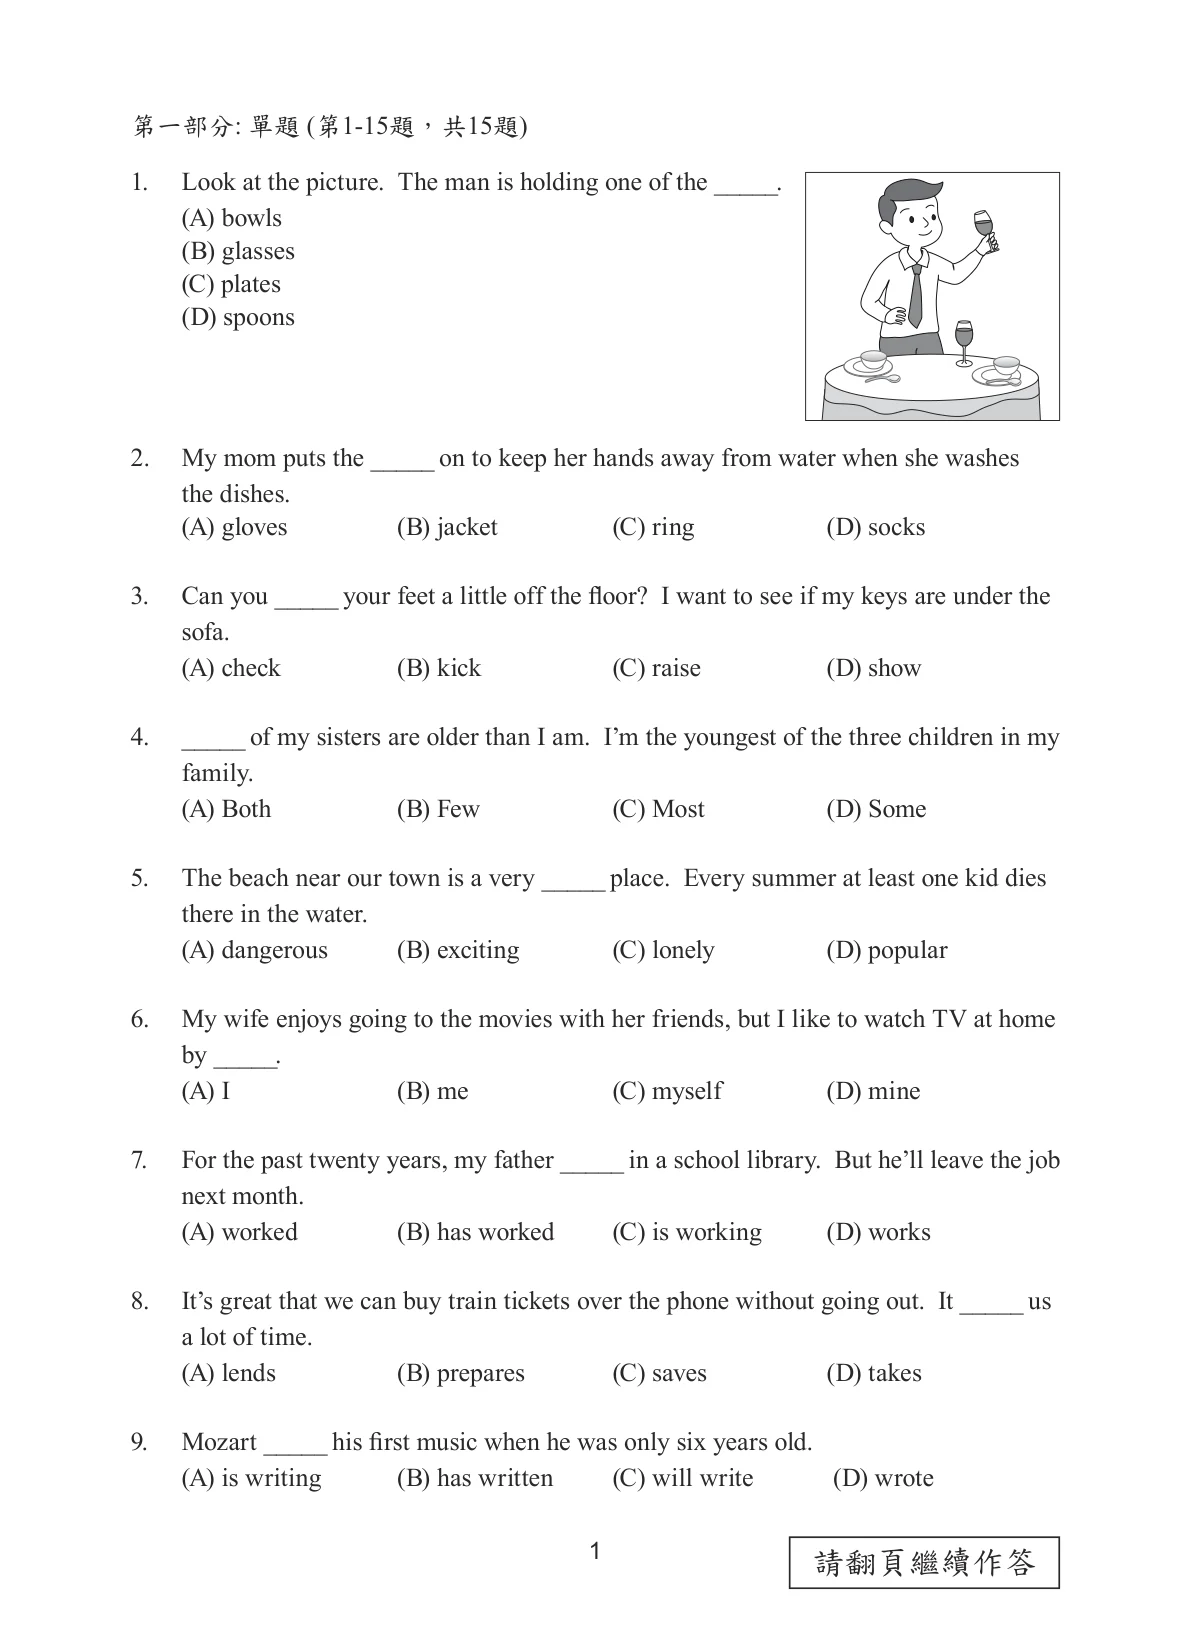 第一部分: 單題 (第1-15題，共15題)
1. Look at the picture. The man is holding one of the _____.
(A) bowls
(B) glasses
(C) plates
(D) spoons
2. My mom puts the _____ on to keep her hands away from water when she washes
the dishes.
(A) gloves (B) jacket (C) ring (D) socks
3. Can you _____ your feet a little off the floor? I want to see if my keys are under the
sofa.
(A) check (B) kick (C) raise (D) show
4. _____ of my sisters are older than I am. I’m the youngest of the three children in my
family.
(A) Both (B) Few (C) Most (D) Some
5. The beach near our town is a very _____ place. Every summer at least one kid dies
there in the water.
(A) dangerous (B) exciting (C) lonely (D) popular
6. My wife enjoys going to the movies with her friends, but I like to watch TV at home
by _____.
(A) I (B) me (C) myself (D) mine
7. For the past twenty years, my father _____ in a school library. But he’ll leave the job
next month.
(A) worked (B) has worked (C) is working (D) works
8. It’s great that we can buy train tickets over the phone without going out. It _____ us
a lot of time.
(A) lends (B) prepares (C) saves (D) takes
9. Mozart _____ his first music when he was only six years old.
(A) is writing (B) has written (C) will write (D) wrote
1
請翻頁繼續作答